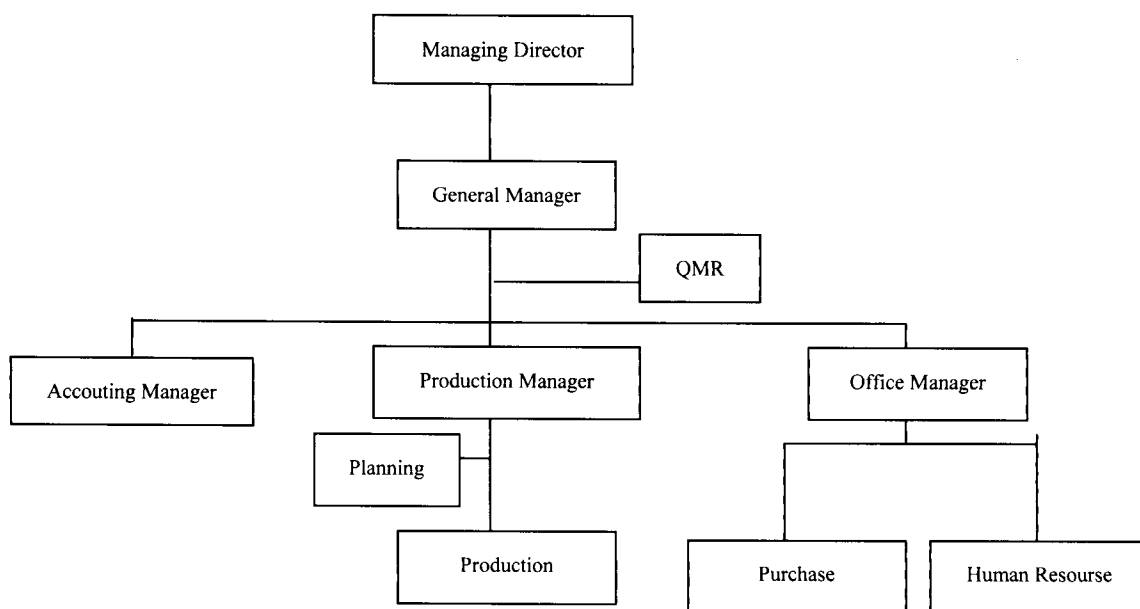 Managing Director
General Manager
QMR
Accouting Manager
Production Manager
Office Manager
Planning
Production
Purchase
Human Resourse